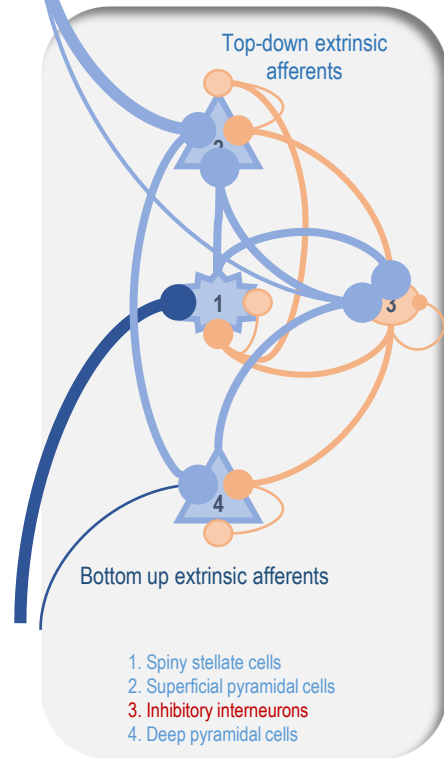 Top-down extrinsic
afferents
2
1
3
4
Bottom up extrinsic afferents
1. Spiny stellate cells
2. Superficial pyramidal cells
3. Inhibitory interneurons
4. Deep pyramidal cells